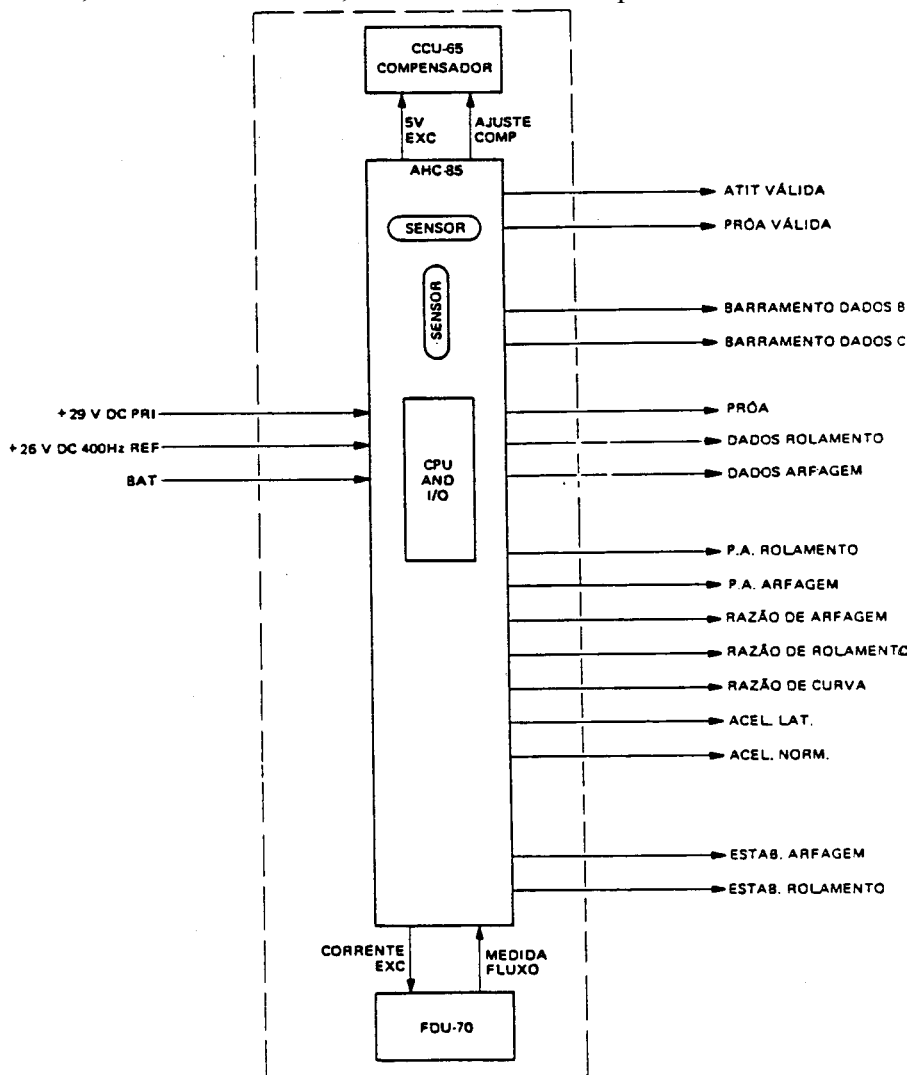 CCU-65
COMPENSADOR
5V
EXC
AJUSTE
COMP
AHC-85
SENSOR
SENSOR
CPU
AND
I/O
+29 V DC PRI
+26 V DC 400Hz REF
BAT
ATIT VÁLIDA
PRÓA VÁLIDA
BARRAMENTO DADOS B
BARRAMENTO DADOS C
PRÓA
DADOS ROLAMENTO
DADOS ARFAGEM
P.A. ROLAMENTO
P.A. ARFAGEM
RAZÃO DE ARFAGEM
RAZÃO DE ROLAMENTO
RAZÃO DE CURVA
ACEL. LAT.
ACEL. NORM.
ESTAB. ARFAGEM
ESTAB. ROLAMENTO
CORRENTE
EXC
MEDIDA
FLUXO
FDU-70